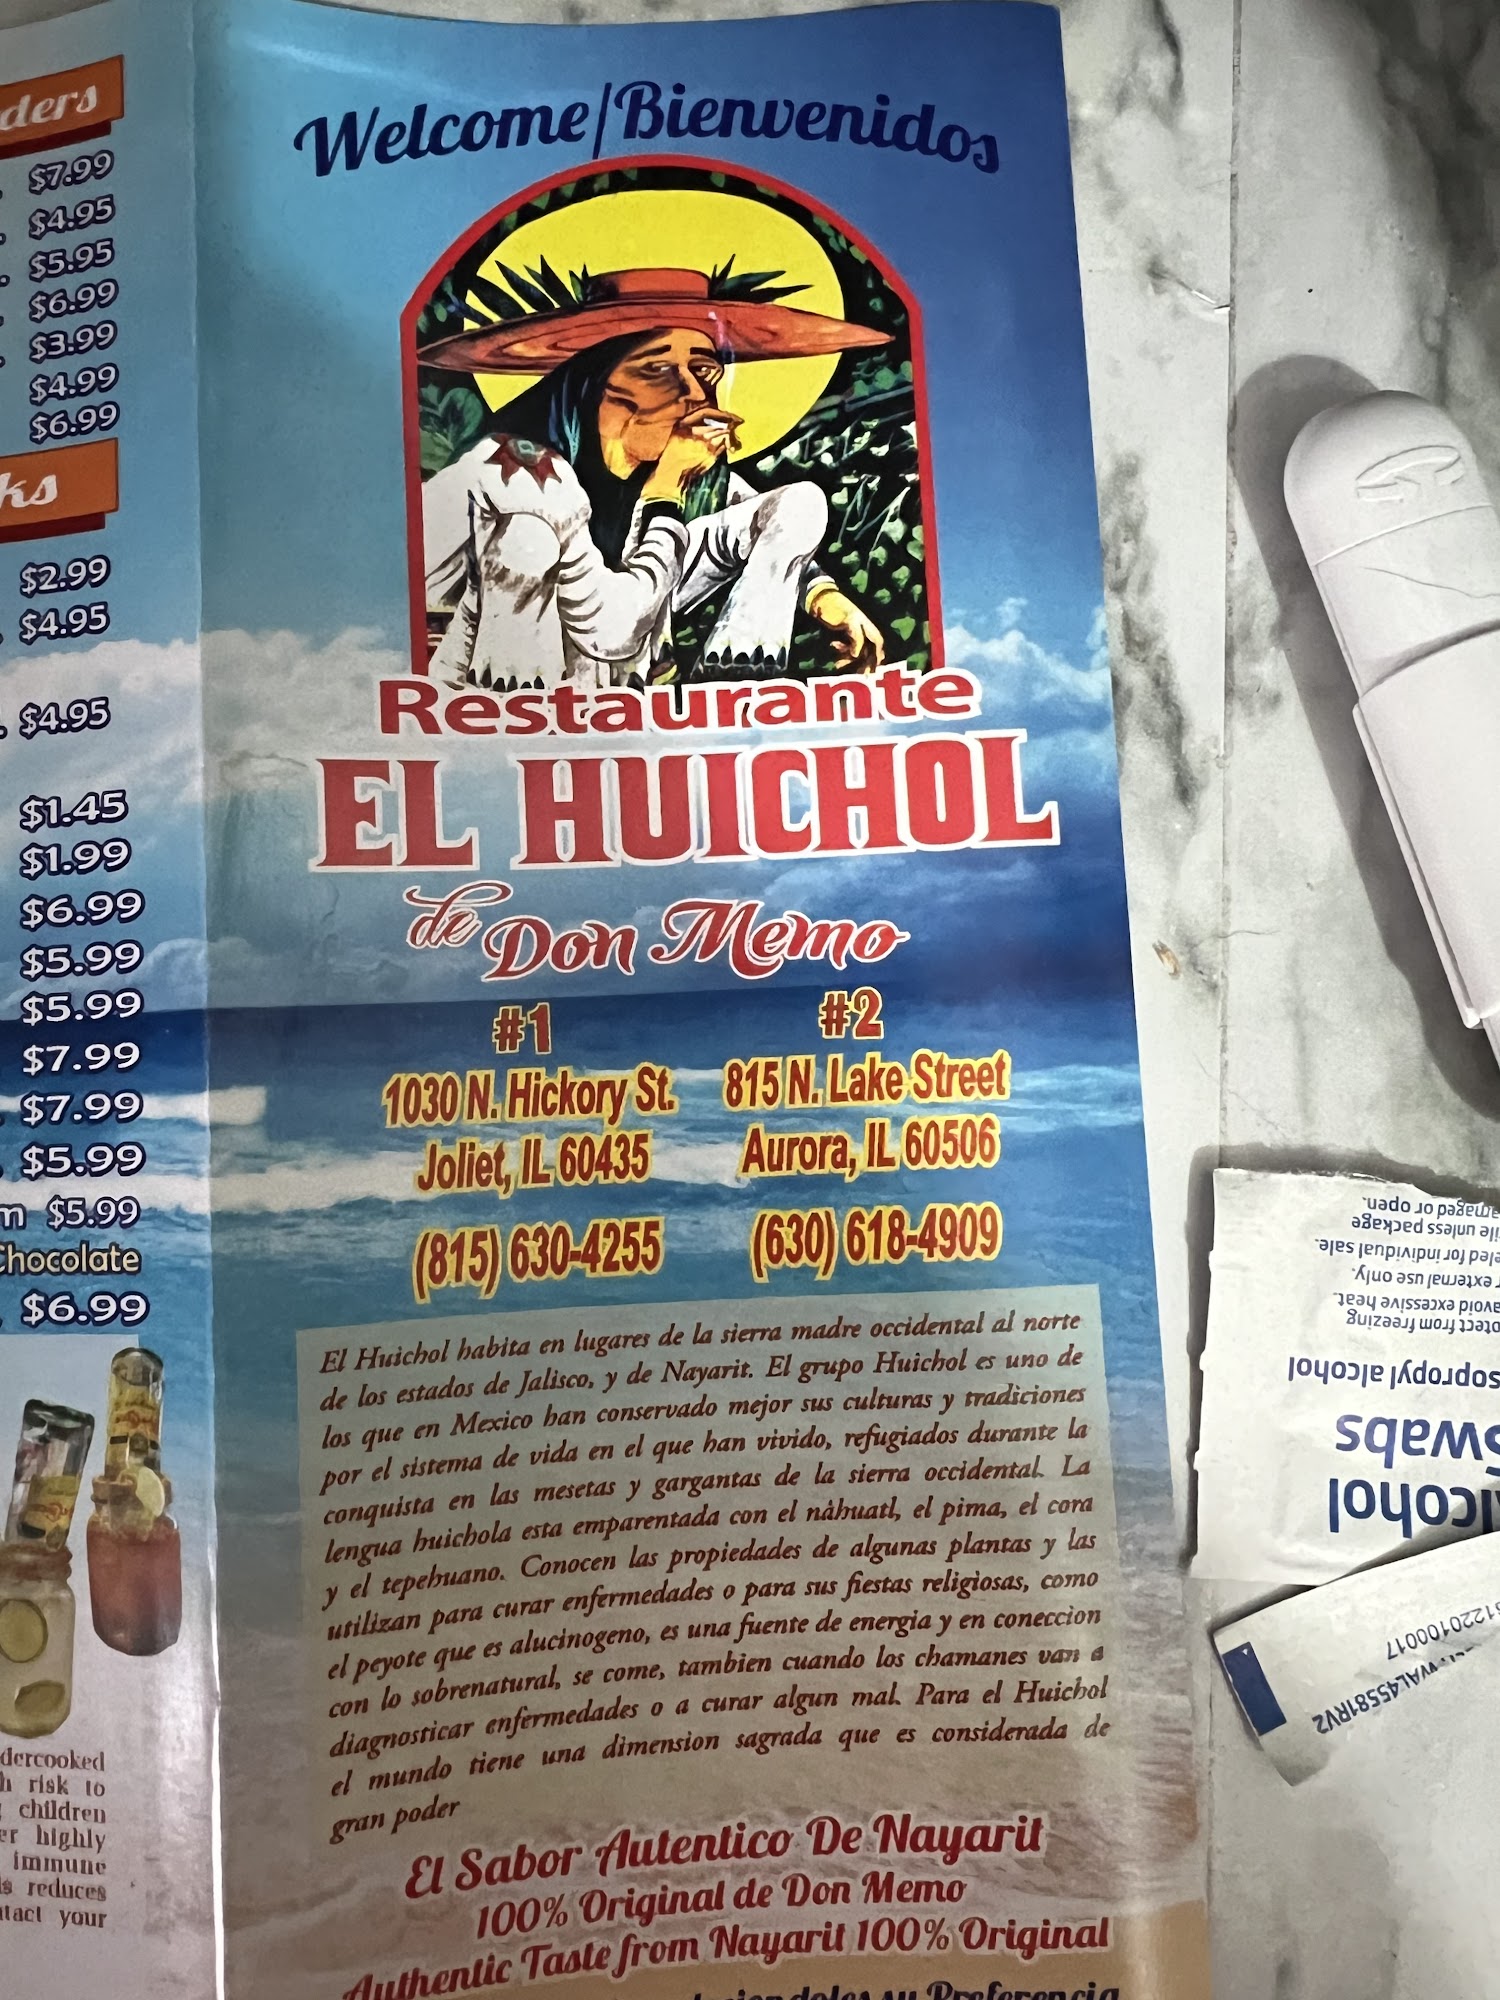 $7.99
$4.95
$5.95
$6.99
$3.99
$4.99
$6.99
$2.99
$4.95
$4.95
$1.45
$1.99
$6.99
$5.99
$5.99
$7.99
$7.99
$5.99
$5.99
Chocolate
$6.99
risk to
children
highly
immune
reduces
your
Welcome/Bienvenidos
Restaurante
EL HUICHOL
de Don Memo
#1
1030 N. Hickory St.
Joliet, IL 60435
(815) 630-4255
#2
815 N. Lake Street
Aurora, IL 60506
(630) 618-4909
El Huichol habita en lugares de la sierra madre occidental al norte
de los estados de Jalisco, y de Nayarit. El grupo Huichol es uno de
los que en Mexico han conservado mejor sus culturas y tradiciones
por el sistema de vida en el que han vivido, refugiados durante la
conquista en las mesetas y gargantas de la sierra occidental. La
lengua huichola esta emparentada con el náhuatl, el pima, el cora
y el tepehuano. Conocen las propiedades de algunas plantas y las
utilizan para curar enfermedades o para sus fiestas religiosas, como
el peyote que es alucinogeno, es una fuente de energia y en coneccion
con lo sobrenatural, se come, tambien cuando los chamanes van a
diagnosticar enfermedades o a curar algun mal. Para el Huichol
el mundo tiene una dimension sagrada que es considerada de
gran poder
El Sabor Autentico De Nayarit
100% Original de Don Memo
Authentic Taste from Nayarit 100% Original
su Preferencia
Swabs
sopropyl alcohol
otect from freezing
avoid excessive heat.
external use only.
eled for individual sale.
ile unless package
amaged or open.